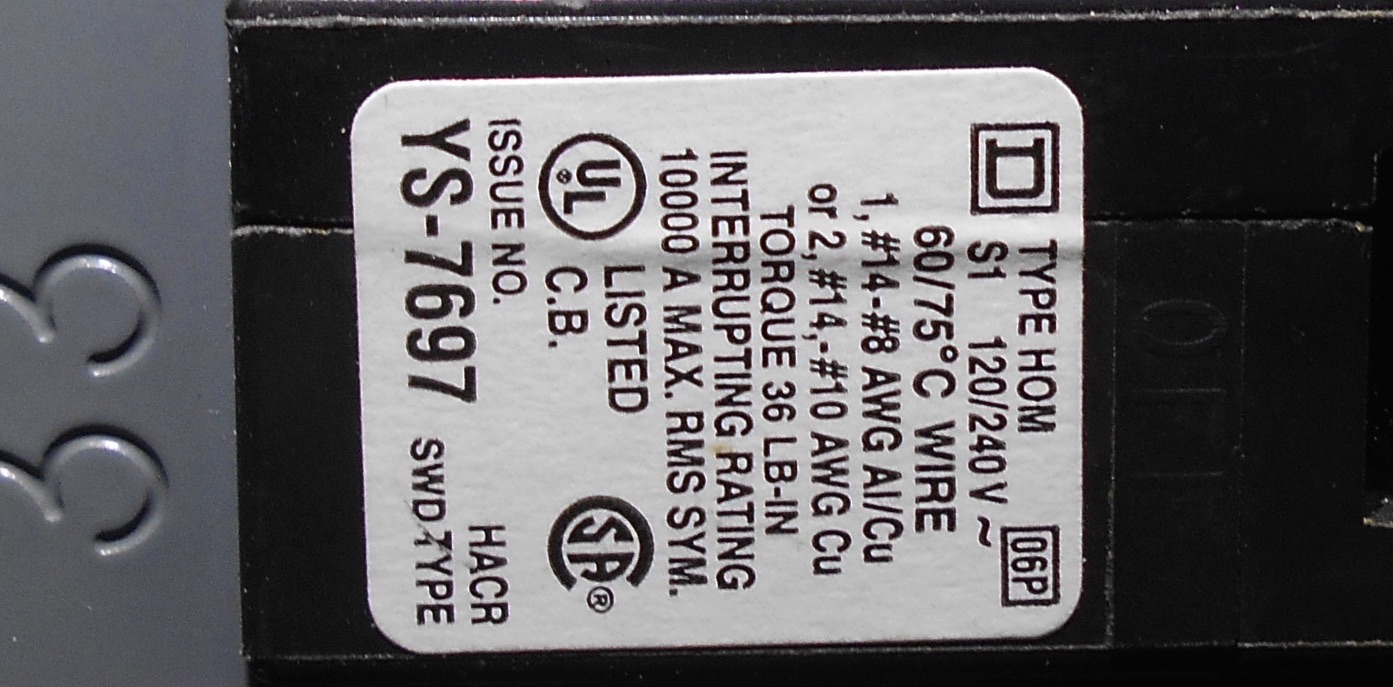 TYPE HOM
06P
S1 120/240 V ~
60/75°C WIRE
1, #14-#8 AWG Al/Cu
or 2, #14,-#10 AWG Cu
TORQUE 36 LB-IN
INTERRUPTING RATING
10000 A MAX. RMS SYM.
UL ®
LISTED
C.B.
SA ®
ISSUE NO.
YS-7697
HACR
SWD TYPE
OFF
33